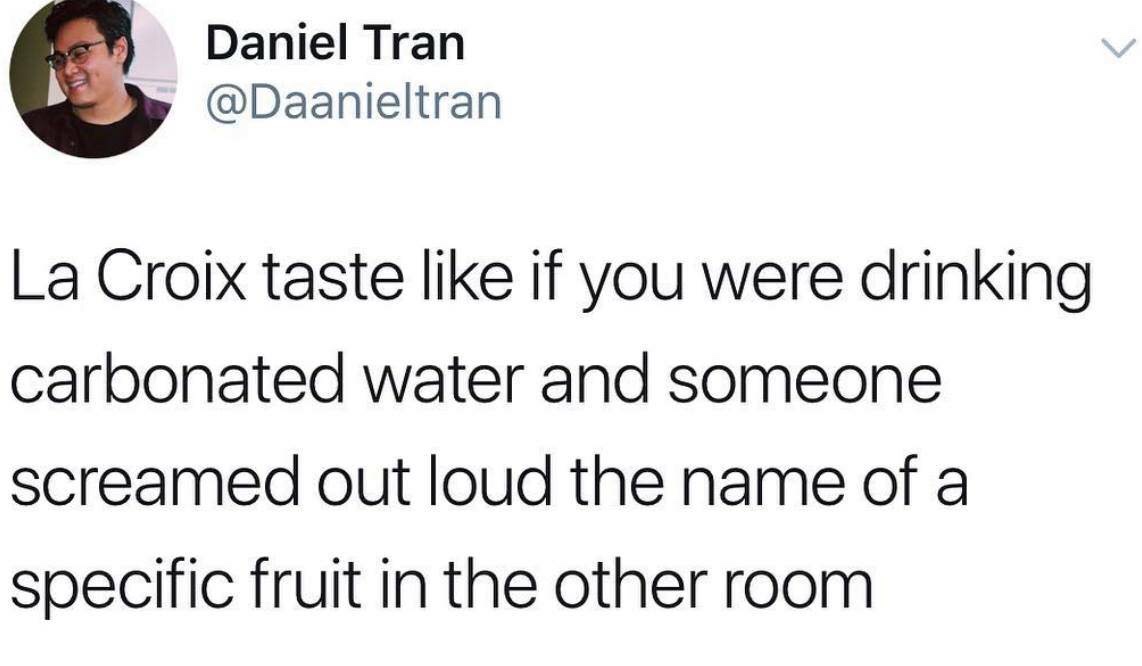 Daniel Tran
@Daanieltran
La Croix taste like if you were drinking
carbonated water and someone
screamed out loud the name of a
specific fruit in the other room